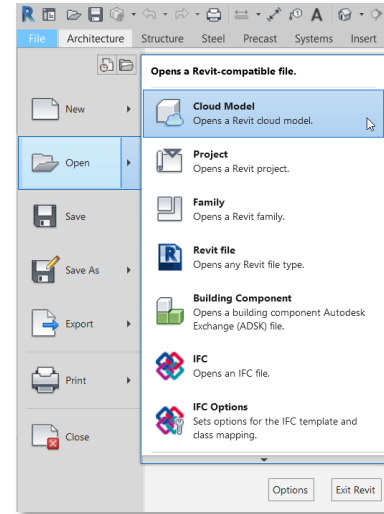 R
A
File Architecture Structure Steel Precast Systems Insert
Opens a Revit-compatible file.
New
Open
Save
Save As
Export
Print
Close
Cloud Model
Opens a Revit cloud model.
Project
Opens a Revit project.
Family
Opens a Revit family.
R
Revit file
Opens any Revit file type.
Building Component
Opens a building component Autodesk
Exchange (ADSK) file.
IFC
Opens an IFC file.
IFC Options
Sets options for the IFC template and
class mapping.
Options Exit Revit